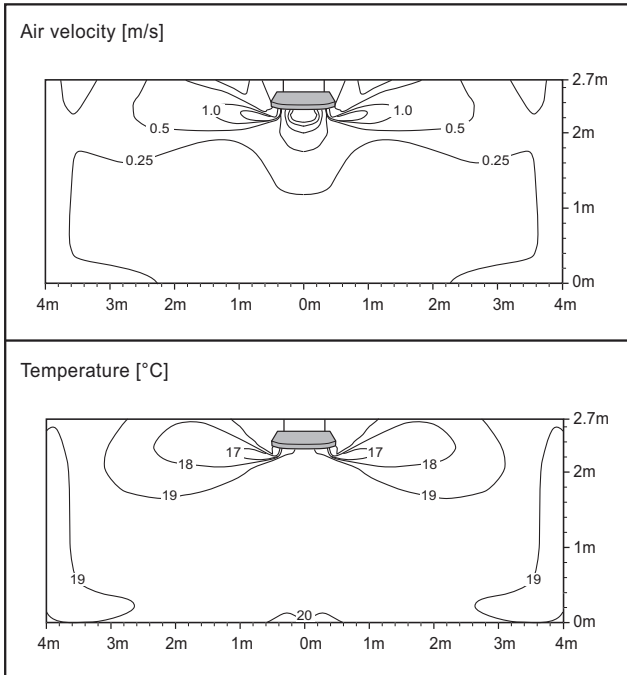 Air velocity [m/s]
2.7m
1.0 1.0
0.5 0.5
2m
0.25 0.25
1m
0m
4m 3m 2m 1m 0m 1m 2m 3m 4m
Temperature [°C]
2.7m
17 17
18 18
2m
19 19
1m
19 19
20
0m
4m 3m 2m 1m 0m 1m 2m 3m 4m